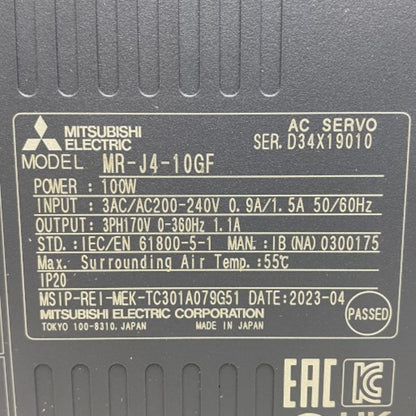 MITSUBISHI
ELECTRIC
AC SERVO
SER. D34X19010
MODEL MR-J4-10GF
POWER : 100W
INPUT : 3AC/AC200-240V 0.9A/1.5A 50/60Hz
OUTPUT: 3PH170V 0-360Hz 1.1A
STD.: IEC/EN 61800-5-1 MAN.: IB(NA)0300175
Max. Surrounding Air Temp.:55℃
IP20
MSIP-REI-MEK-TC301A079G51 DATE:2023-04
MITSUBISHI ELECTRIC CORPORATION
TOKYO 100-8310, JAPAN MADE IN JAPAN
PASSED
EAC